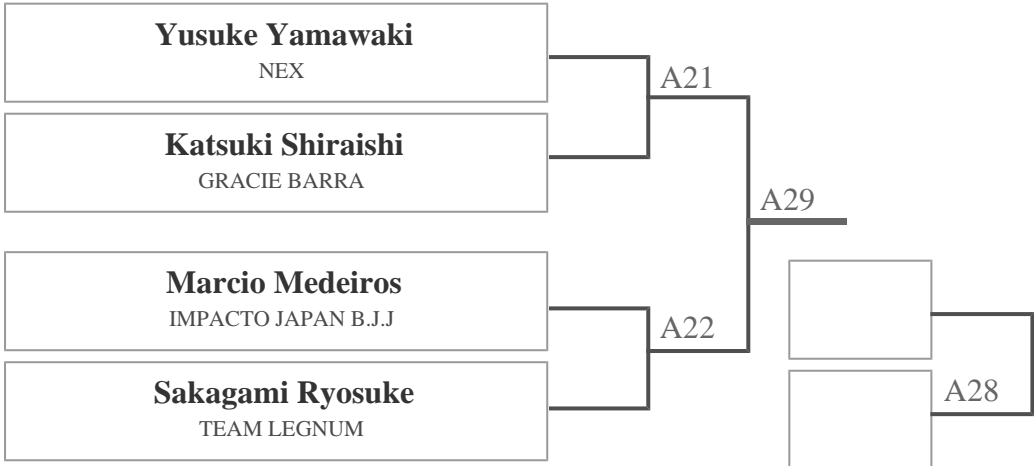 Yusuke Yamawaki
NEX
A21
Katsuki Shiraishi
GRACIE BARRA
A29
Marcio Medeiros
IMPACTO JAPAN B.J.J
A22
Sakagami Ryosuke
TEAM LEGNUM
A28